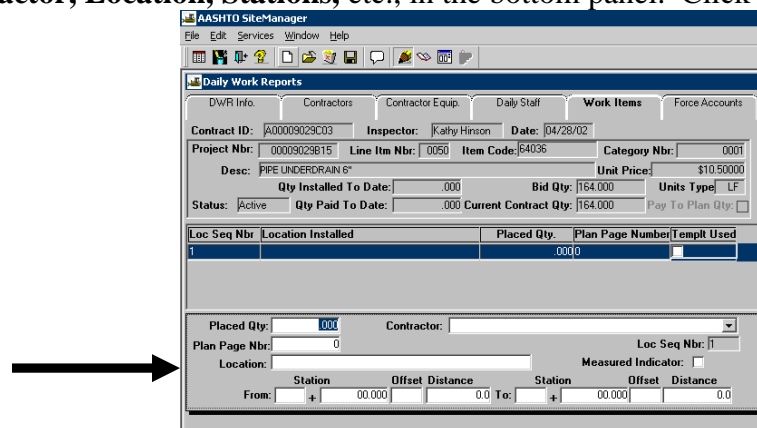 actor, Location, Stations, etc., in the bottom panel. Click
AASHTO SiteManager
File Edit Services Window Help
Daily Work Reports
DWR Info. Contractors Contractor Equip. Daily Staff Work Items Force Accounts
Contract ID: A00009029C03 Inspector: Kathy Hinson Date: 04/28/02
Project Nbr: 00009029B15 Line Itm Nbr: 0050 Item Code: 64036 Category Nbr: 0001
Desc: PIPE UNDERDRAIN 6" Unit Price: $10.50000
Qty Installed To Date: .000 Bid Qty: 164.000 Units Type LF
Status: Active Qty Paid To Date: .000 Current Contract Qty: 164.000 Pay To Plan Qty:
Loc Seq Nbr Location Installed Placed Qty. Plan Page Number Templt Used
1 .000 0
Placed Qty: .000 Contractor:
Plan Page Nbr: 0 Loc Seq Nbr: 1
Location: Measured Indicator:
Station Offset Distance Station Offset Distance
From: + 00.000 0.0 To: + 00.000 0.0